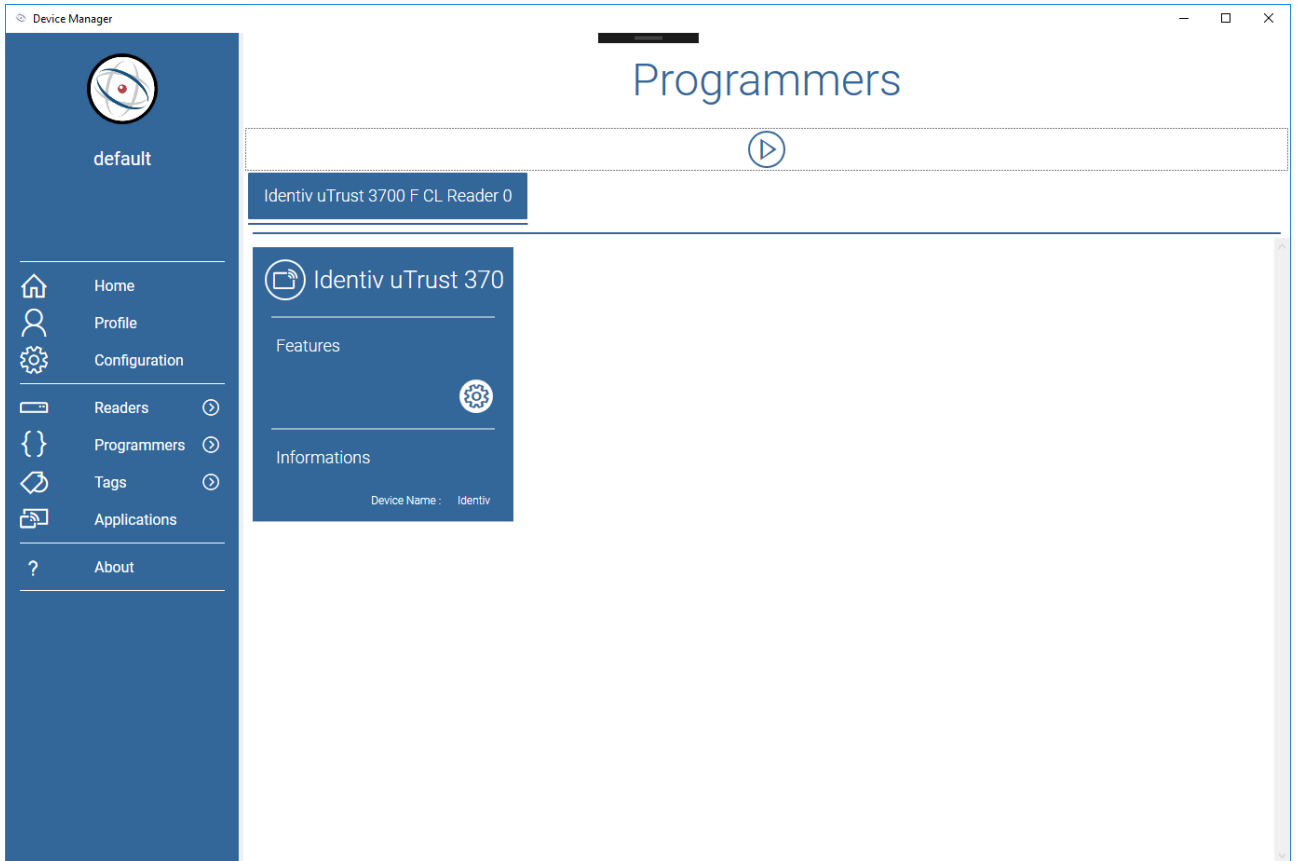 Device Manager
default
Home
Profile
Configuration
Readers
Programmers
Tags
Applications
?
About
Programmers
Identiv uTrust 3700 F CL Reader 0
Identiv uTrust 370
Features
Informations
Device Name : Identiv